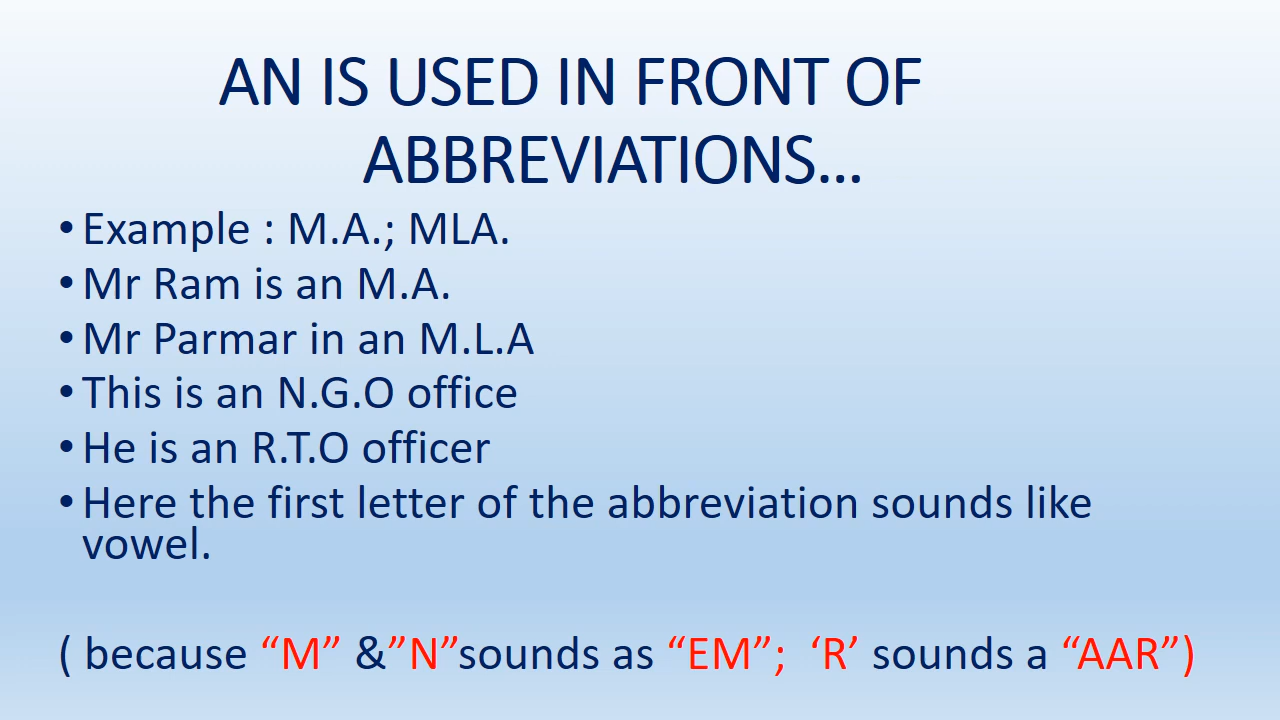 AN IS USED IN FRONT OF
ABBREVIATIONS...
• Example : M.A.; MLA.
• Mr Ram is an M.A.
• Mr Parmar in an M.L.A
• This is an N.G.O office
• He is an R.T.O officer
• Here the first letter of the abbreviation sounds like
vowel.
( because “M” &”N”sounds as “EM”; ‘R’ sounds a “AAR”)